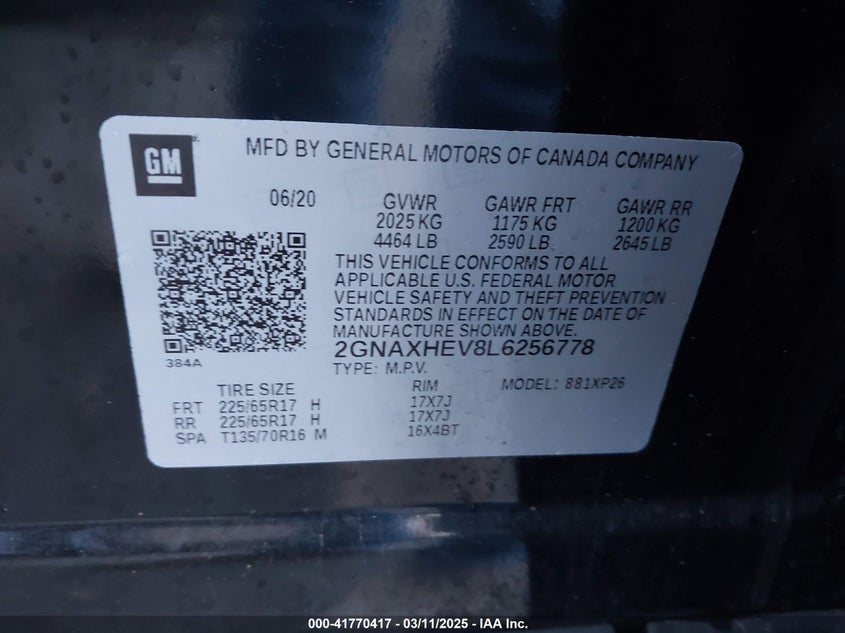 GM
MFD BY GENERAL MOTORS OF CANADA COMPANY
06/20 GVWR GAWR FRT GAWR RR
2025 KG 1175 KG 1200 KG
4464 LB 2590 LB 2645 LB
THIS VEHICLE CONFORMS TO ALL
APPLICABLE U.S. FEDERAL MOTOR
VEHICLE SAFETY AND THEFT PREVENTION
STANDARDS IN EFFECT ON THE DATE OF
MANUFACTURE SHOWN ABOVE.
384A 2GNAXHEV8L6256778
TYPE: M.P.V. MODEL: 881XP26
TIRE SIZE RIM
FRT 225/65R17 H 17X7J
RR 225/65R17 H 17X7J
SPA T135/70R16 M 16X4BT
000-41770417 - 03/11/2025 - IAA Inc.